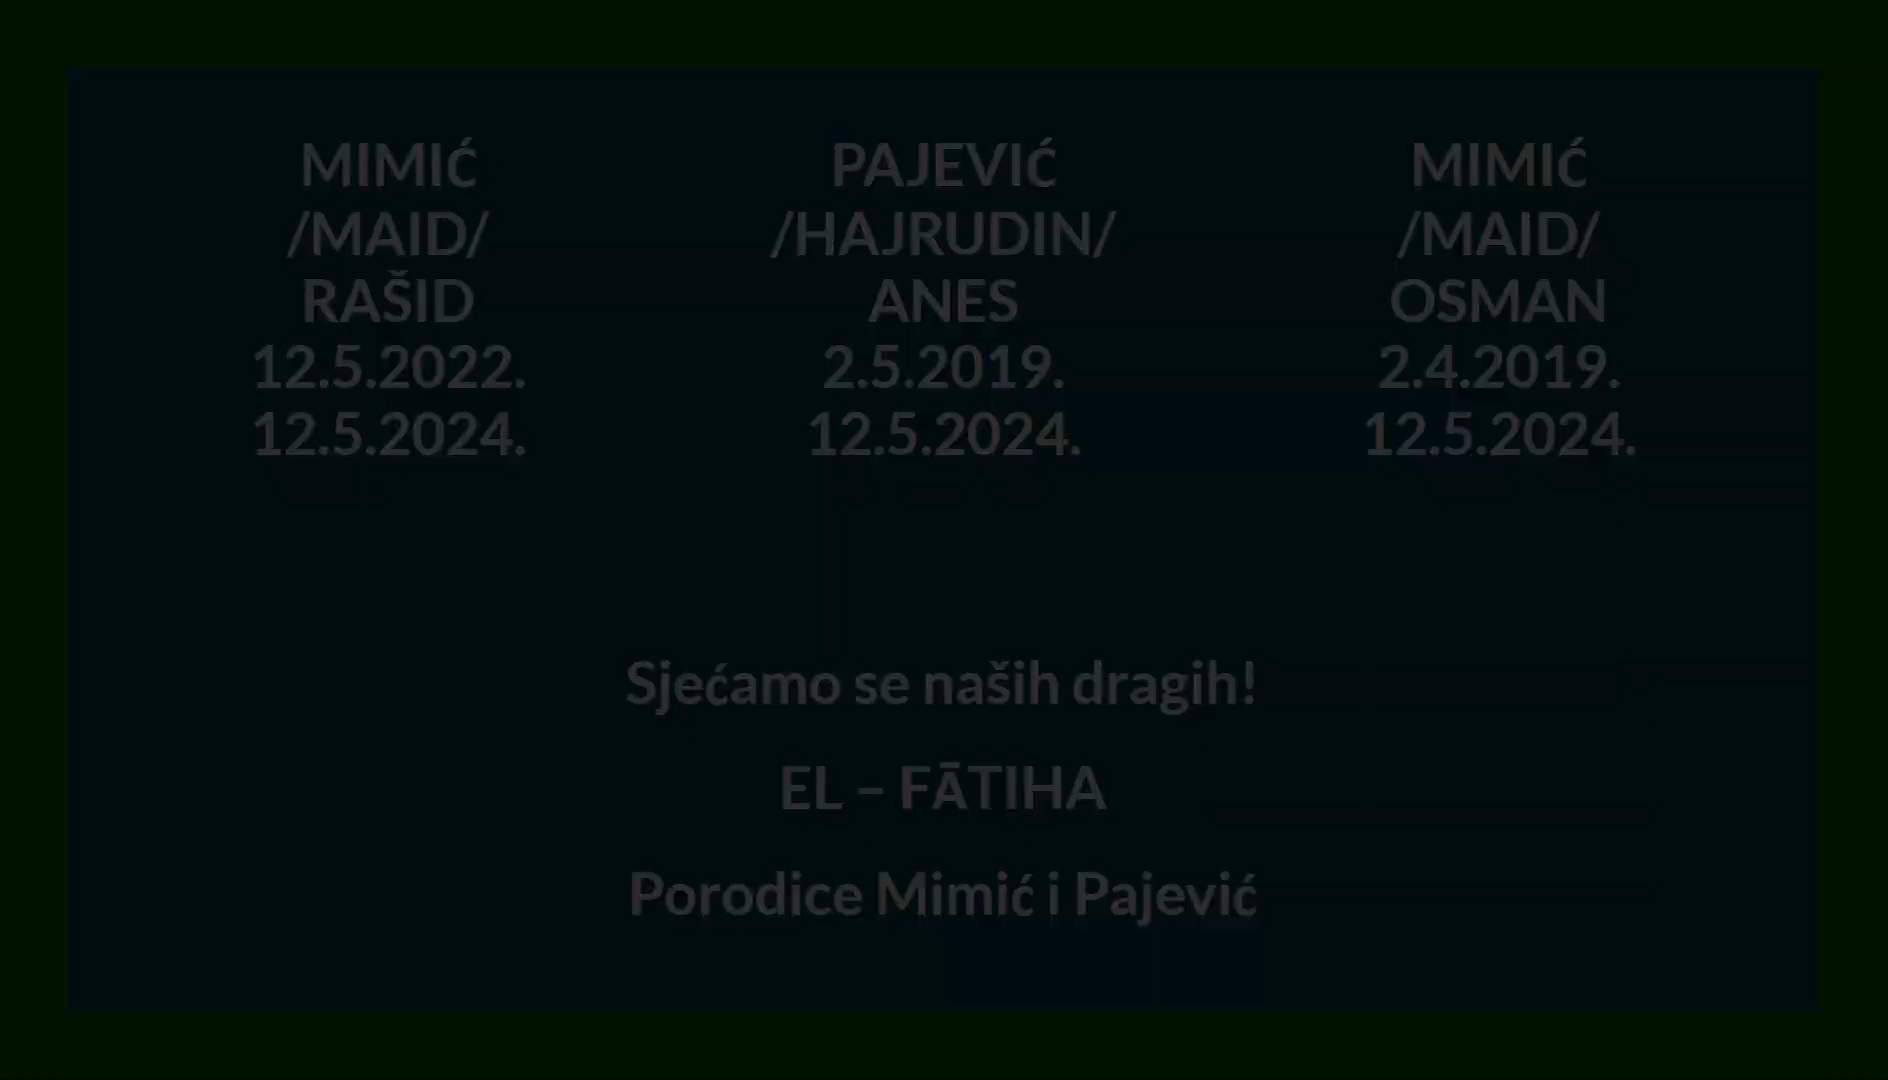 MIMIĆ
/MAID/
RAŠID
12.5.2022.
12.5.2024.
PAJEVIĆ
/HAJRUDIN/
ANES
2.5.2019.
12.5.2024.
MIMIĆ
/MAID/
OSMAN
2.4.2019.
12.5.2024.
Sjećamo se naših dragih!
EL – FĀTIHA
Porodice Mimić i Pajević